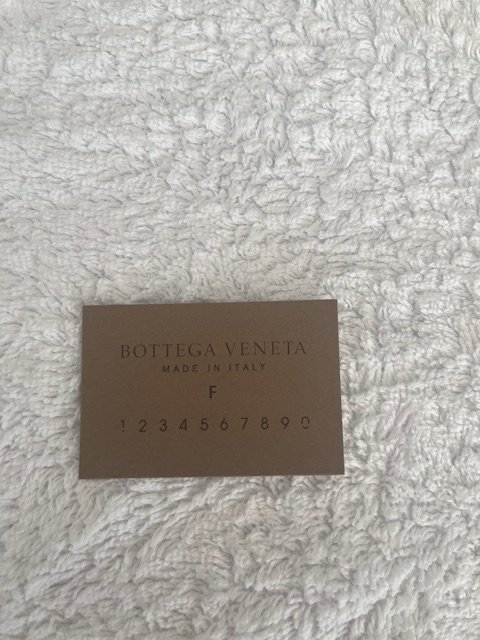 BOTTEGA VENETA
MADE IN ITALY
F
1 2 3 4 5 6 7 8 9 0